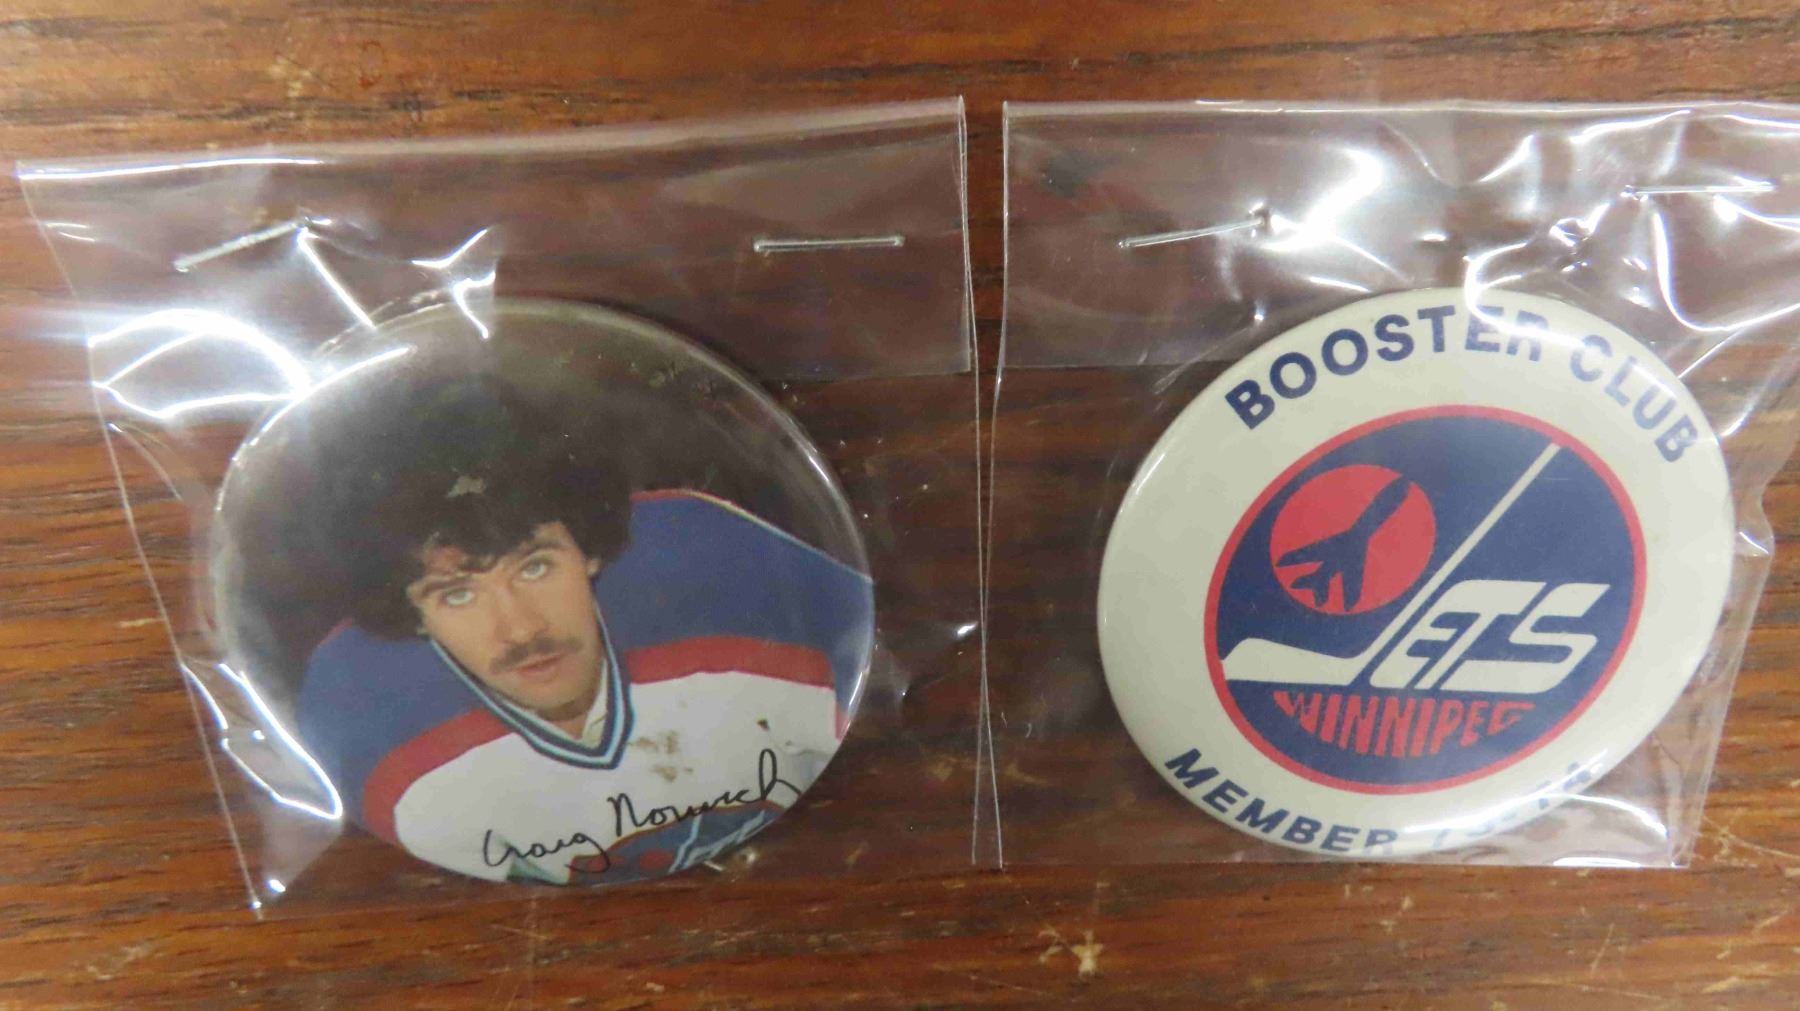 Craig Norwich
BOOSTER CLUB
JETS
WINNIPEG
MEMBER